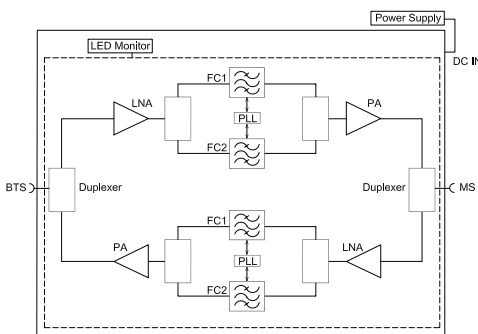 Power Supply
LED Monitor
DC IN
FC1
LNA
PA
PLL
FC2
BTS
Duplexer
Duplexer
MS
FC1
PA
LNA
PLL
FC2